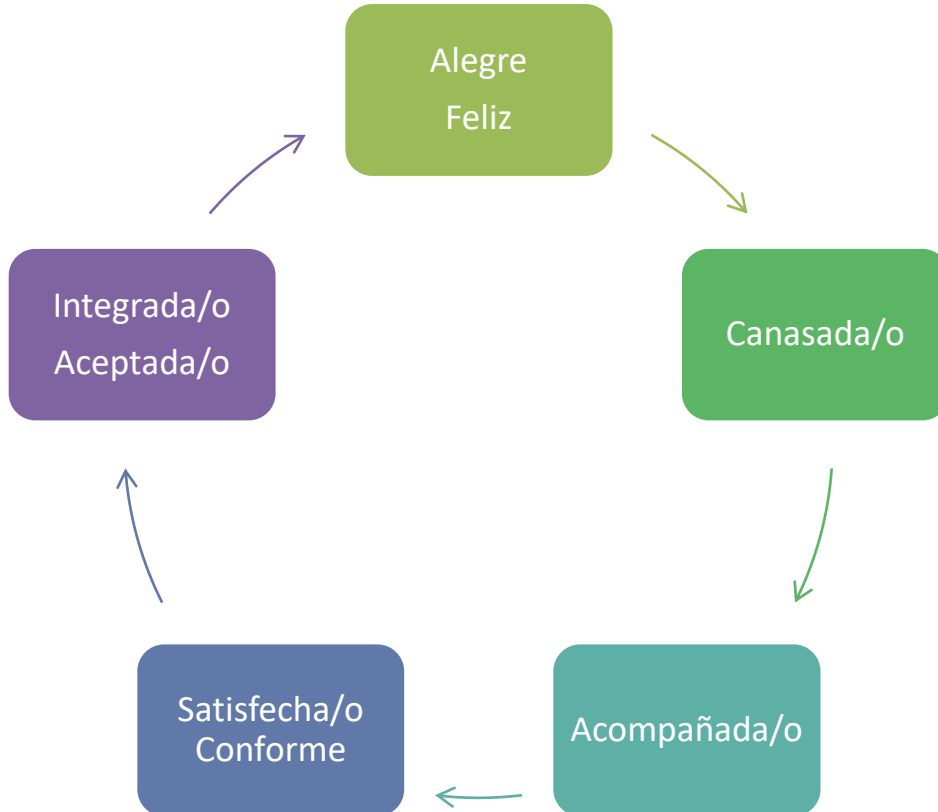 Alegre
Feliz
Canasada/o
Acompañada/o
Satisfecha/o
Conforme
Integrada/o
Aceptada/o